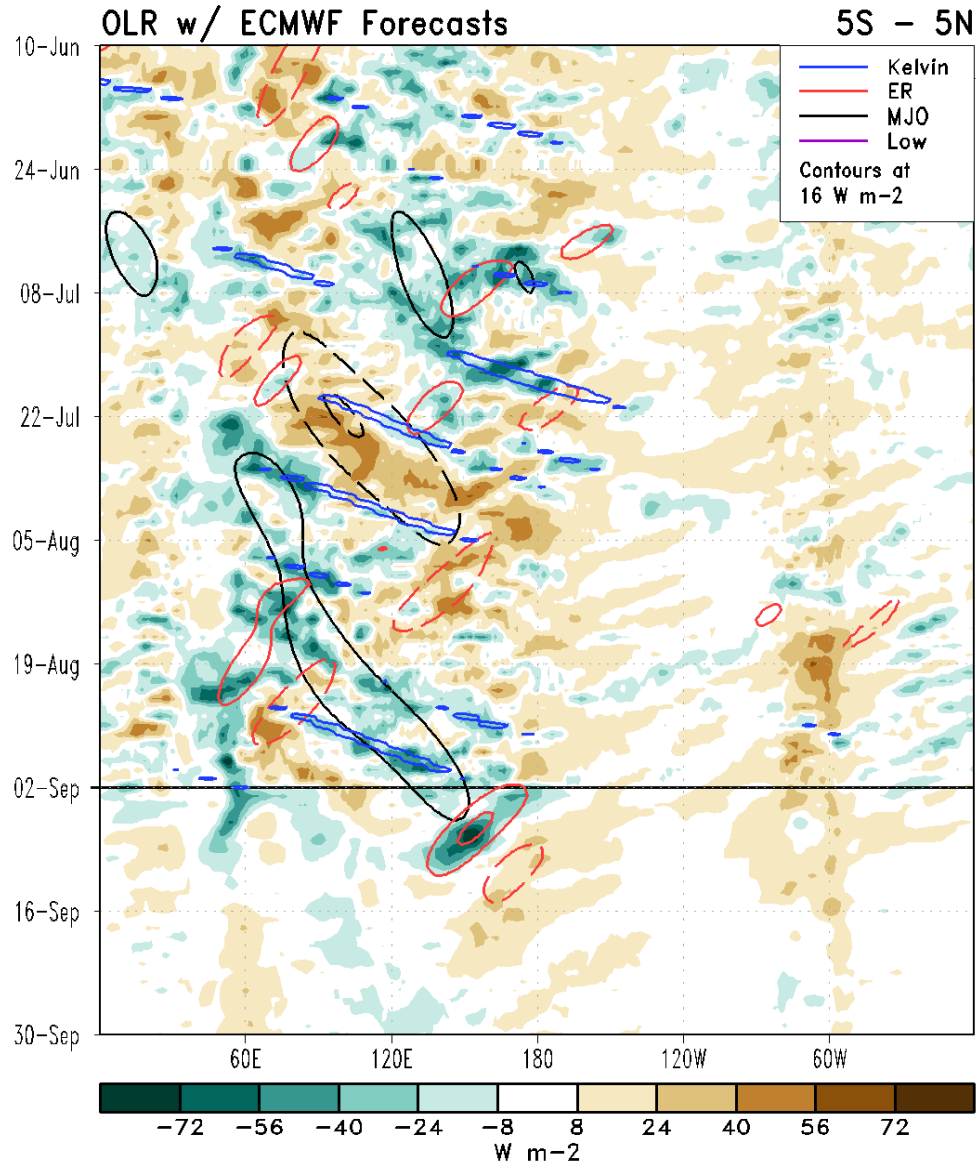 OLR w/ ECMWF Forecasts 5S - 5N
10-Jun
24-Jun
08-Jul
22-Jul
05-Aug
19-Aug
02-Sep
16-Sep
30-Sep
Kelvin
ER
MJO
Low
Contours at
16 W m-2
60E 120E 180 120W 60W
-72 -56 -40 -24 -8 8 24 40 56 72
W m-2